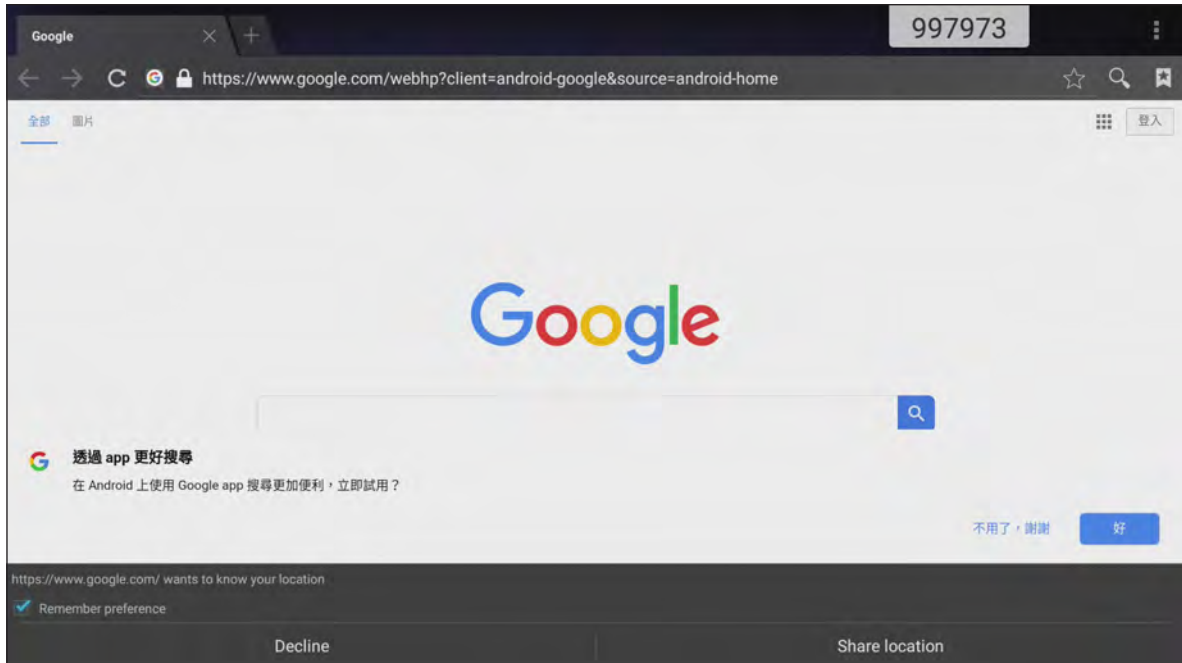 Google
997973
https://www.google.com/webhp?client=android-google&source=android-home
全部 圖片
登入
Google
透過 app 更好搜尋
在 Android 上使用 Google app 搜尋更加便利，立即試用？
不用了，謝謝 好
https://www.google.com/ wants to know your location
Remember preference
Decline Share location